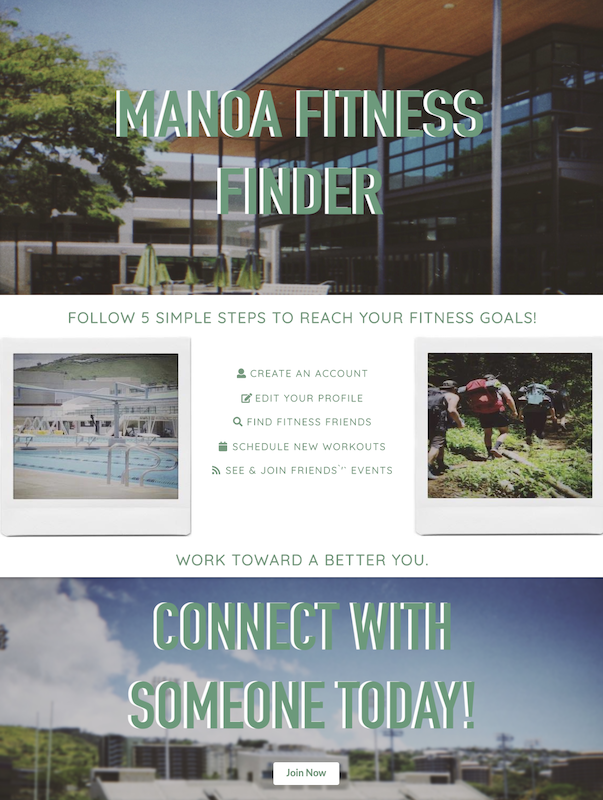 MANOA FITNESS
FINDER
FOLLOW 5 SIMPLE STEPS TO REACH YOUR FITNESS GOALS!
CREATE AN ACCOUNT
EDIT YOUR PROFILE
FIND FITNESS FRIENDS
SCHEDULE NEW WORKOUTS
SEE & JOIN FRIENDS`'` EVENTS
WORK TOWARD A BETTER YOU.
CONNECT WITH
SOMEONE TODAY!
Join Now